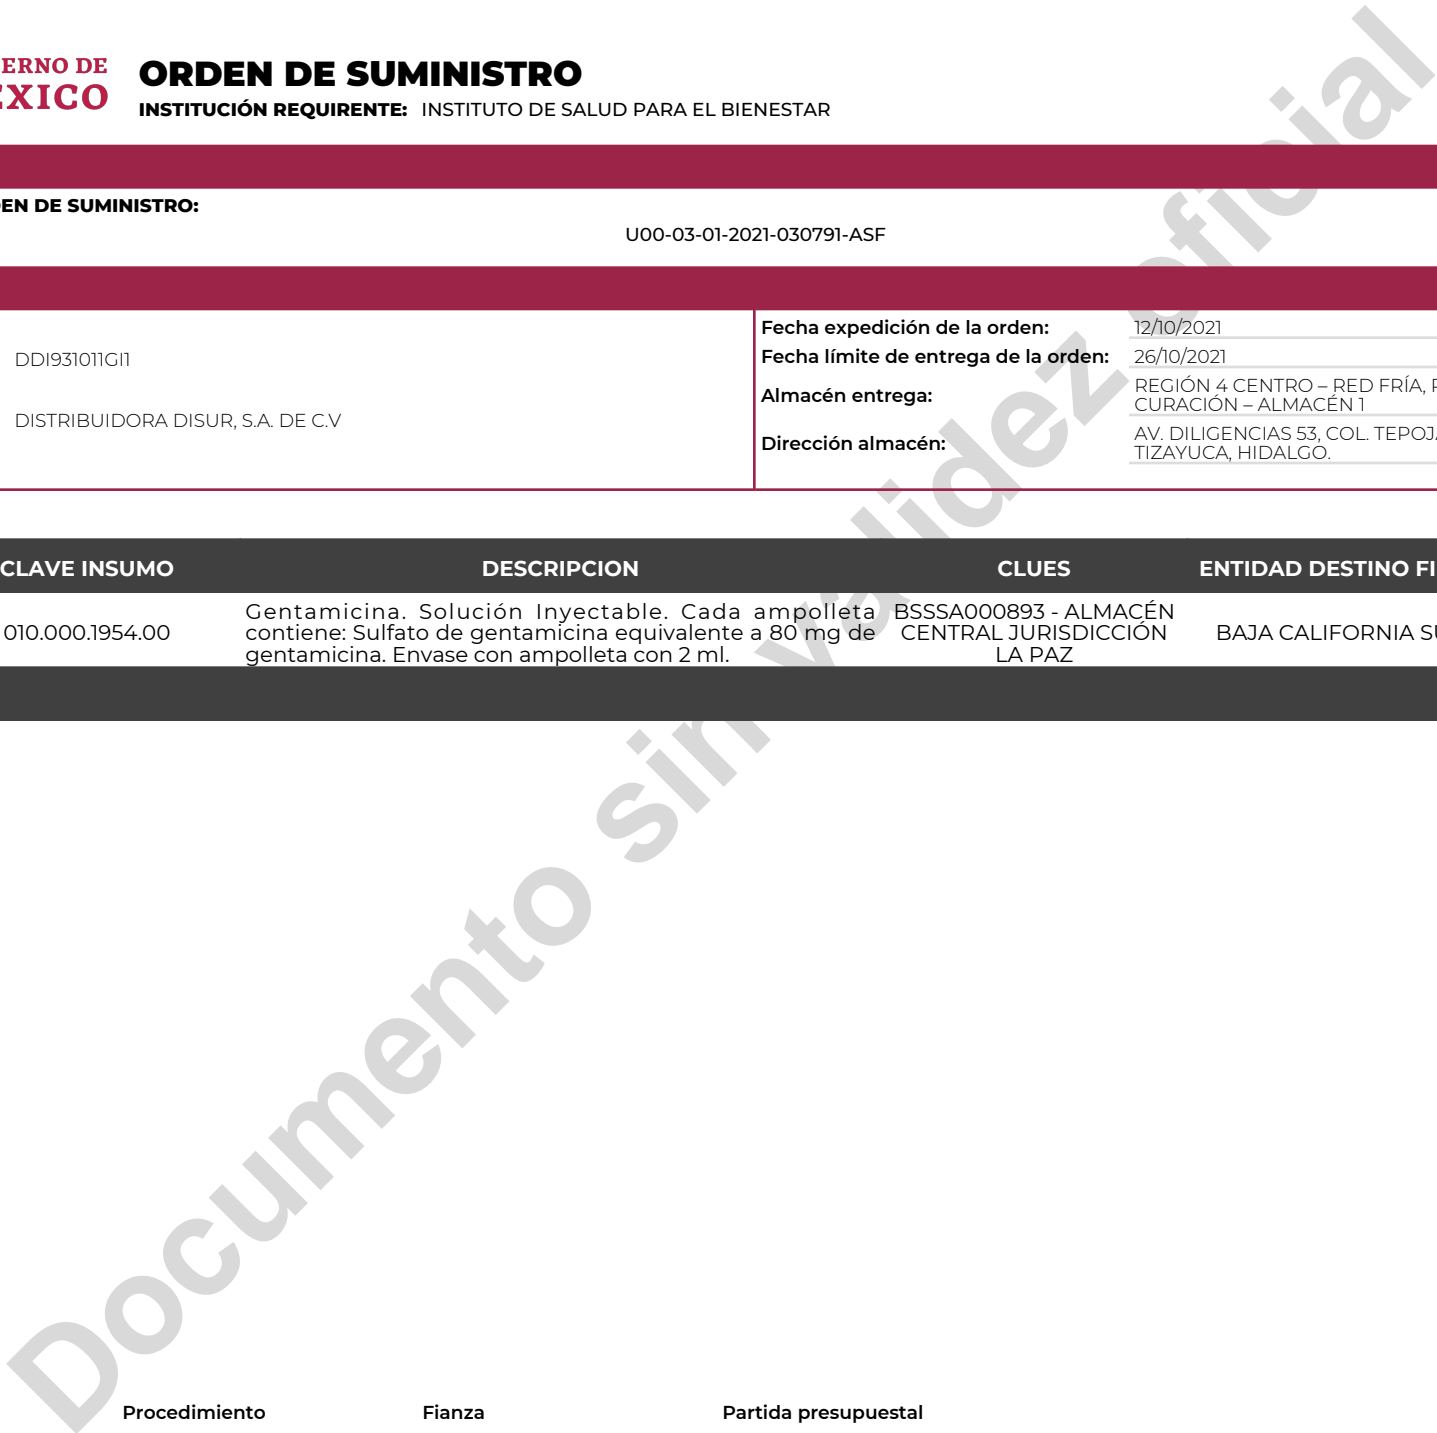 ERNO DE
EXICO
ORDEN DE SUMINISTRO
INSTITUCIÓN REQUIRENTE: INSTITUTO DE SALUD PARA EL BIENESTAR
EN DE SUMINISTRO:
U00-03-01-2021-030791-ASF
DDI931011GI1
DISTRIBUIDORA DISUR, S.A. DE C.V
Fecha expedición de la orden: 12/10/2021
Fecha límite de entrega de la orden: 26/10/2021
Almacén entrega: REGIÓN 4 CENTRO – RED FRÍA,
CURACIÓN – ALMACÉN 1
Dirección almacén: AV. DILIGENCIAS 53, COL. TEPOJ
TIZAYUCA, HIDALGO.
CLAVE INSUMO DESCRIPCION CLUES ENTIDAD DESTINO FI
010.000.1954.00
Gentamicina. Solución Inyectable. Cada ampolleta
contiene: Sulfato de gentamicina equivalente a 80 mg de
gentamicina. Envase con ampolleta con 2 ml.
BSSSA000893 - ALMACÉN
CENTRAL JURISDICCIÓN
LA PAZ
BAJA CALIFORNIA S
Documento sin validez oficial
Procedimiento Fianza Partida presupuestal